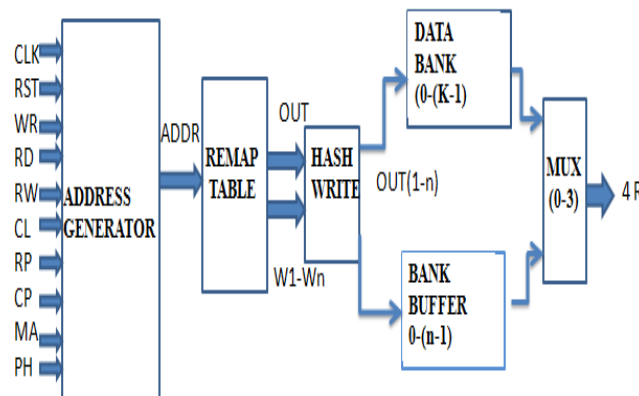 CLK
RST
WR
RD
RW
CL
RP
CP
MA
PH
ADDRESS
GENERATOR
ADDR
REMAP
TABLE
OUT
W1-Wn
HASH
WRITE
OUT(1-n)
DATA
BANK
(0-(K-1)
BANK
BUFFER
0-(n-1)
MUX
(0-3)
4 R